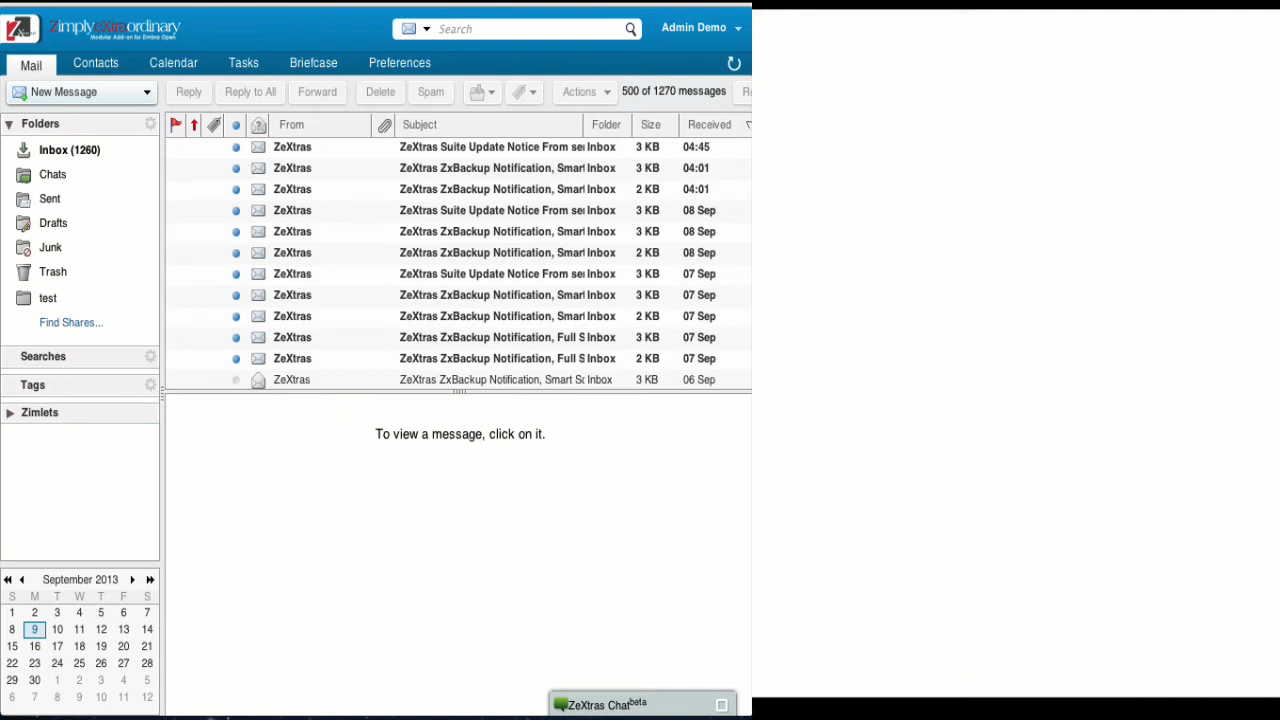 Zimply eXtraordinary
Modular Add-on for Zimbra Open
Search
Admin Demo
Mail Contacts Calendar Tasks Briefcase Preferences
New Message Reply Reply to All Forward Delete Spam Actions 500 of 1270 messages Re
Folders
From Subject Folder Size Received
Inbox (1260)
Chats
Sent
Drafts
Junk
Trash
test
Find Shares...
Searches
Tags
Zimlets
ZeXtras ZeXtras Suite Update Notice From se Inbox 3 KB 04:45
ZeXtras ZeXtras ZxBackup Notification, Smart Inbox 3 KB 04:01
ZeXtras ZeXtras ZxBackup Notification, Smart Inbox 2 KB 04:01
ZeXtras ZeXtras Suite Update Notice From se Inbox 3 KB 08 Sep
ZeXtras ZeXtras ZxBackup Notification, Smart Inbox 3 KB 08 Sep
ZeXtras ZeXtras ZxBackup Notification, Smart Inbox 2 KB 08 Sep
ZeXtras ZeXtras Suite Update Notice From se Inbox 3 KB 07 Sep
ZeXtras ZeXtras ZxBackup Notification, Smart Inbox 3 KB 07 Sep
ZeXtras ZeXtras ZxBackup Notification, Smart Inbox 2 KB 07 Sep
ZeXtras ZeXtras ZxBackup Notification, Full S Inbox 3 KB 07 Sep
ZeXtras ZeXtras ZxBackup Notification, Full S Inbox 2 KB 07 Sep
ZeXtras ZeXtras ZxBackup Notification, Smart Sc Inbox 3 KB 06 Sep
To view a message, click on it.
September 2013
S M T W T F S
1 2 3 4 5 6 7
8 9 10 11 12 13 14
15 16 17 18 19 20 21
22 23 24 25 26 27 28
29 30 1 2 3 4 5
6 7 8 9 10 11 12
ZeXtras Chat beta